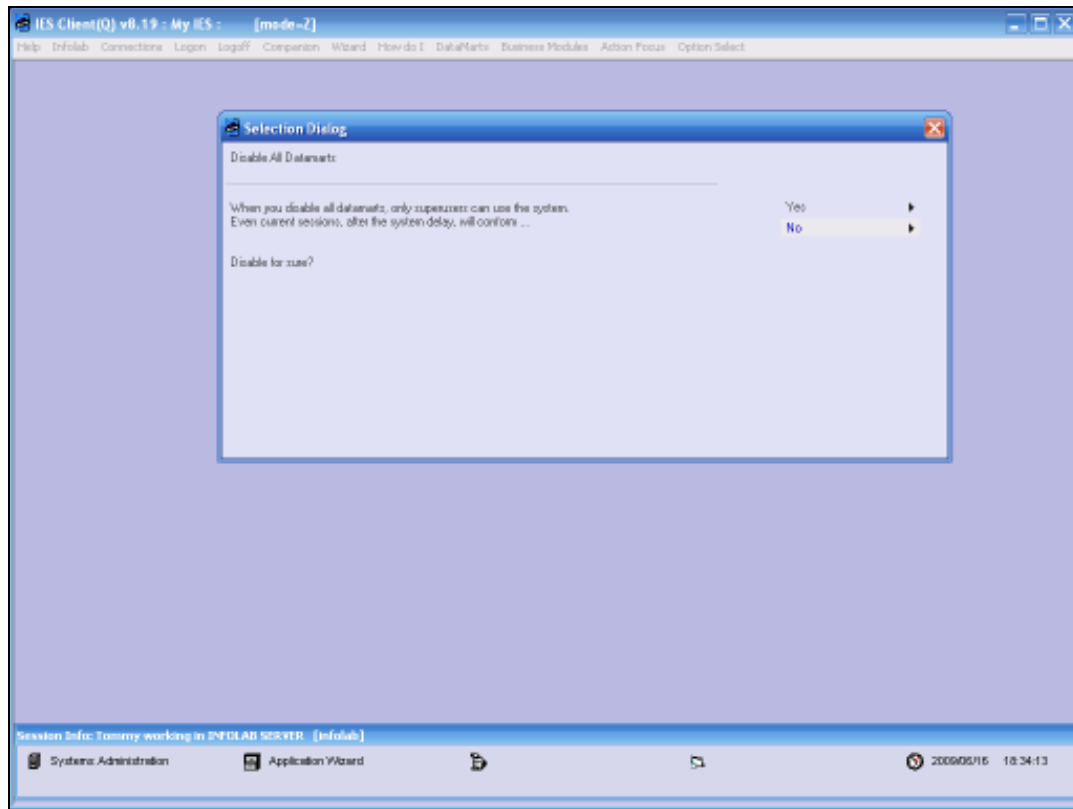 IES Client(Q) v8.19 : My IES : [mode=Z]
Help Infolab Connections Logon Logoff Companion Wizard How do I DataMarts Business Modules Action Focus Option Select
Selection Dialog
Disable All Datamarts
When you disable all datamarts, only superusers can use the system.
Even current sessions, after the system delay, will conform ...
Yes
No
Disable for sure?
Session Info: Tommy working in INFOLAB SERVER [infolab]
Systems Administration Application Wizard 2009/06/16 18:34:13